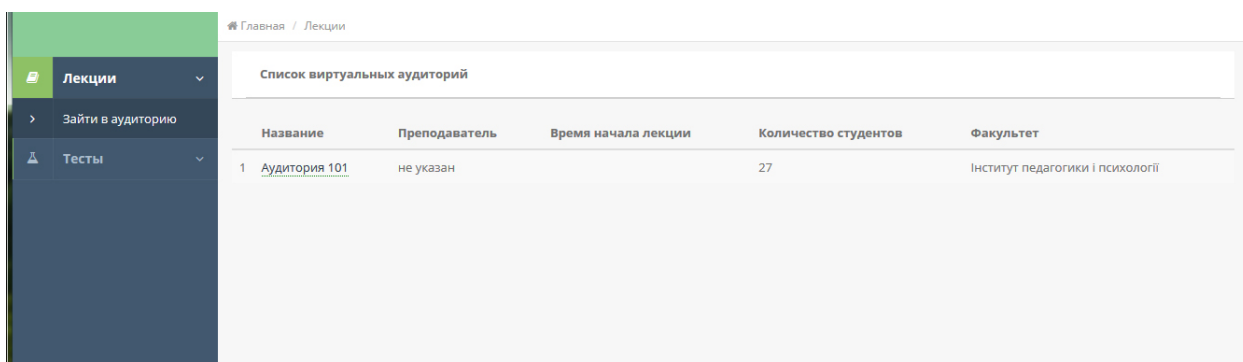 Главная / Лекции
Лекции
Зайти в аудиторию
Тесты
Список виртуальных аудиторий
Название Преподаватель Время начала лекции Количество студентов Факультет
1 Аудитория 101 не указан 27 Інститут педагогики і психології